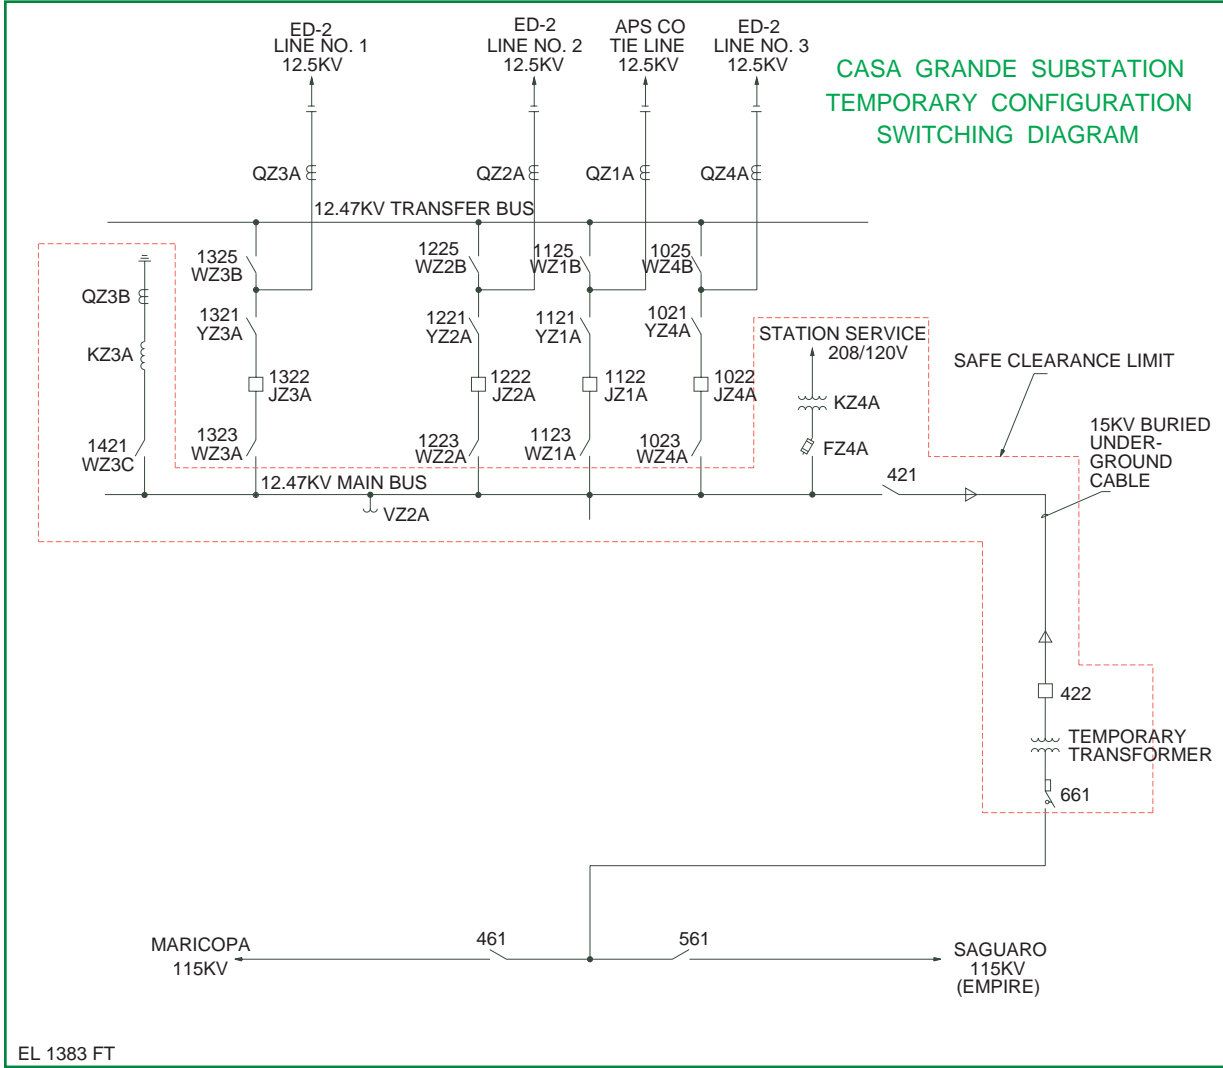 ED-2
LINE NO. 1
12.5KV
ED-2
LINE NO. 2
12.5KV
APS CO
TIE LINE
12.5KV
ED-2
LINE NO. 3
12.5KV
CASA GRANDE SUBSTATION
TEMPORARY CONFIGURATION
SWITCHING DIAGRAM
QZ3A
QZ2A
QZ1A
QZ4A
12.47KV TRANSFER BUS
1325
WZ3B
1225
WZ2B
1125
WZ1B
1025
WZ4B
QZ3B
1321
YZ3A
1221
YZ2A
1121
YZ1A
1021
YZ4A
STATION SERVICE
208/120V
SAFE CLEARANCE LIMIT
KZ3A
1322
JZ3A
1222
JZ2A
1122
JZ1A
1022
JZ4A
KZ4A
1421
WZ3C
1323
WZ3A
1223
WZ2A
1123
WZ1A
1023
WZ4A
FZ4A
15KV BURIED
UNDER-
GROUND
CABLE
12.47KV MAIN BUS
421
VZ2A
422
TEMPORARY
TRANSFORMER
661
MARICOPA
115KV
461
561
SAGUARO
115KV
(EMPIRE)
EL 1383 FT